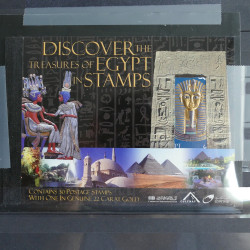 DISCOVER THE
TREASURES OF EGYPT
IN STAMPS
CONTAINS 30 POSTAGE STAMPS
WITH ONE IN GENUINE 22 CARAT GOLD